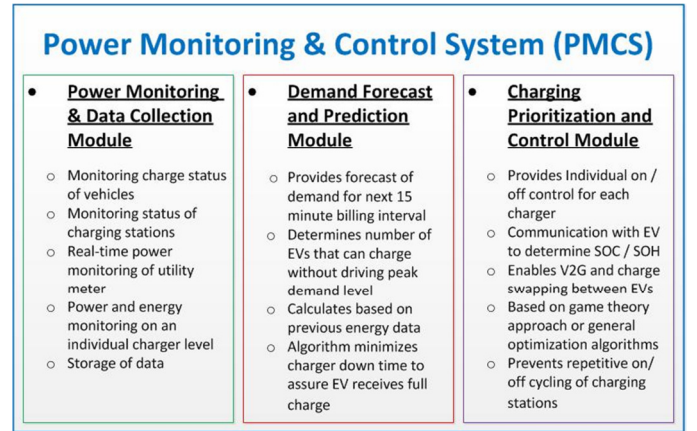 Power Monitoring & Control System (PMCS)
• Power Monitoring
& Data Collection
Module
○ Monitoring charge status
of vehicles
○ Monitoring status of
charging stations
○ Real-time power
monitoring of utility
meter
○ Power and energy
monitoring on an
individual charger level
○ Storage of data
• Demand Forecast
and Prediction
Module
○ Provides forecast of
demand for next 15
minute billing interval
○ Determines number of
EVs that can charge
without driving peak
demand level
○ Calculates based on
previous energy data
○ Algorithm minimizes
charger down time to
assure EV receives full
charge
• Charging
Prioritization and
Control Module
○ Provides Individual on /
off control for each
charger
○ Communication with EV
to determine SOC / SOH
○ Enables V2G and charge
swapping between EVs
○ Based on game theory
approach or general
optimization algorithms
○ Prevents repetitive on/
off cycling of charging
stations